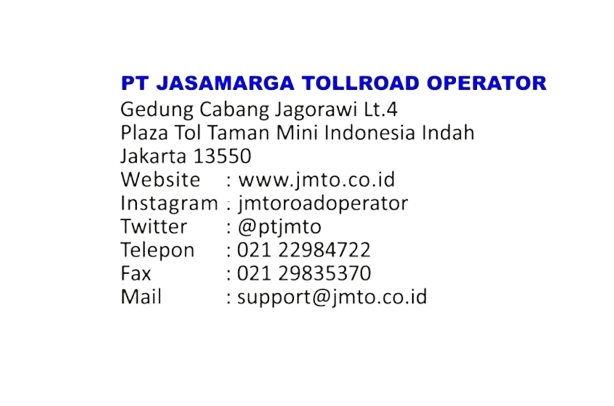 PT JASAMARGA TOLLROAD OPERATOR
Gedung Cabang Jagorawi Lt.4
Plaza Tol Taman Mini Indonesia Indah
Jakarta 13550
Website : www.jmto.co.id
Instagram : jmtoroadoperator
Twitter : @ptjmto
Telepon : 021 22984722
Fax : 021 29835370
Mail : support@jmto.co.id